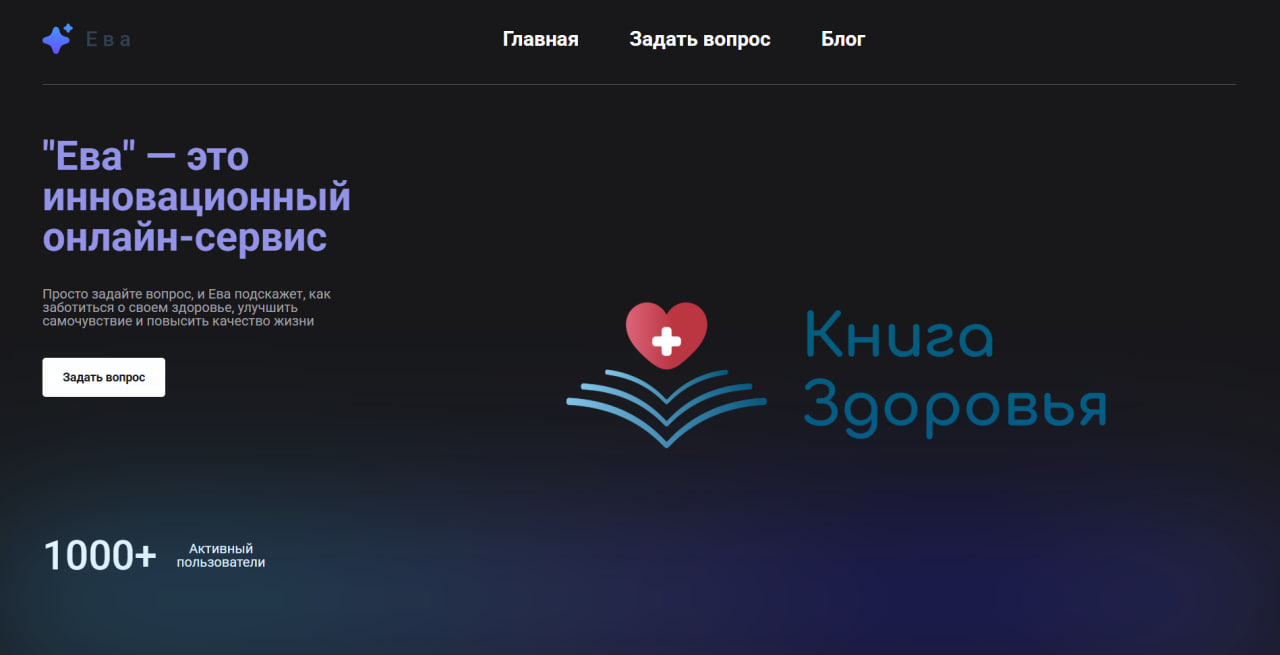 Ева
Главная
Задать вопрос
Блог
"Ева" — это
инновационный
онлайн-сервис
Просто задайте вопрос, и Ева подскажет, как
заботиться о своем здоровье, улучшить
самочувствие и повысить качество жизни
Задать вопрос
Книга
Здоровья
1000+
Активный
пользователи